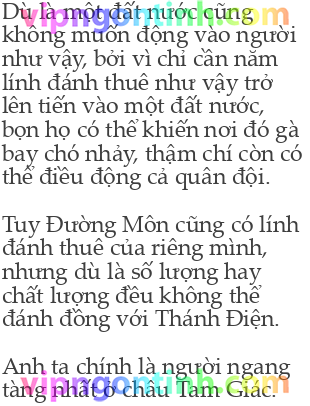 Dù là một đất nước cũng
không muốn động vào người
như vậy, bởi vì chỉ cần năm
lính đánh thuê như vậy trở
lên tiến vào một đất nước,
bọn họ có thể khiến nơi đó gà
bay chó nhảy, thậm chí còn có
thể điều động cả quân đội.
Tuy Đường Môn cũng có lính
đánh thuê của riêng mình,
nhưng dù là số lượng hay
chất lượng đều không thể
đánh đồng với Thánh Điện.
Anh ta chính là người ngang
tàng nhất ở châu Tam Giác.
vipngontinh.com
vipngontinh.com